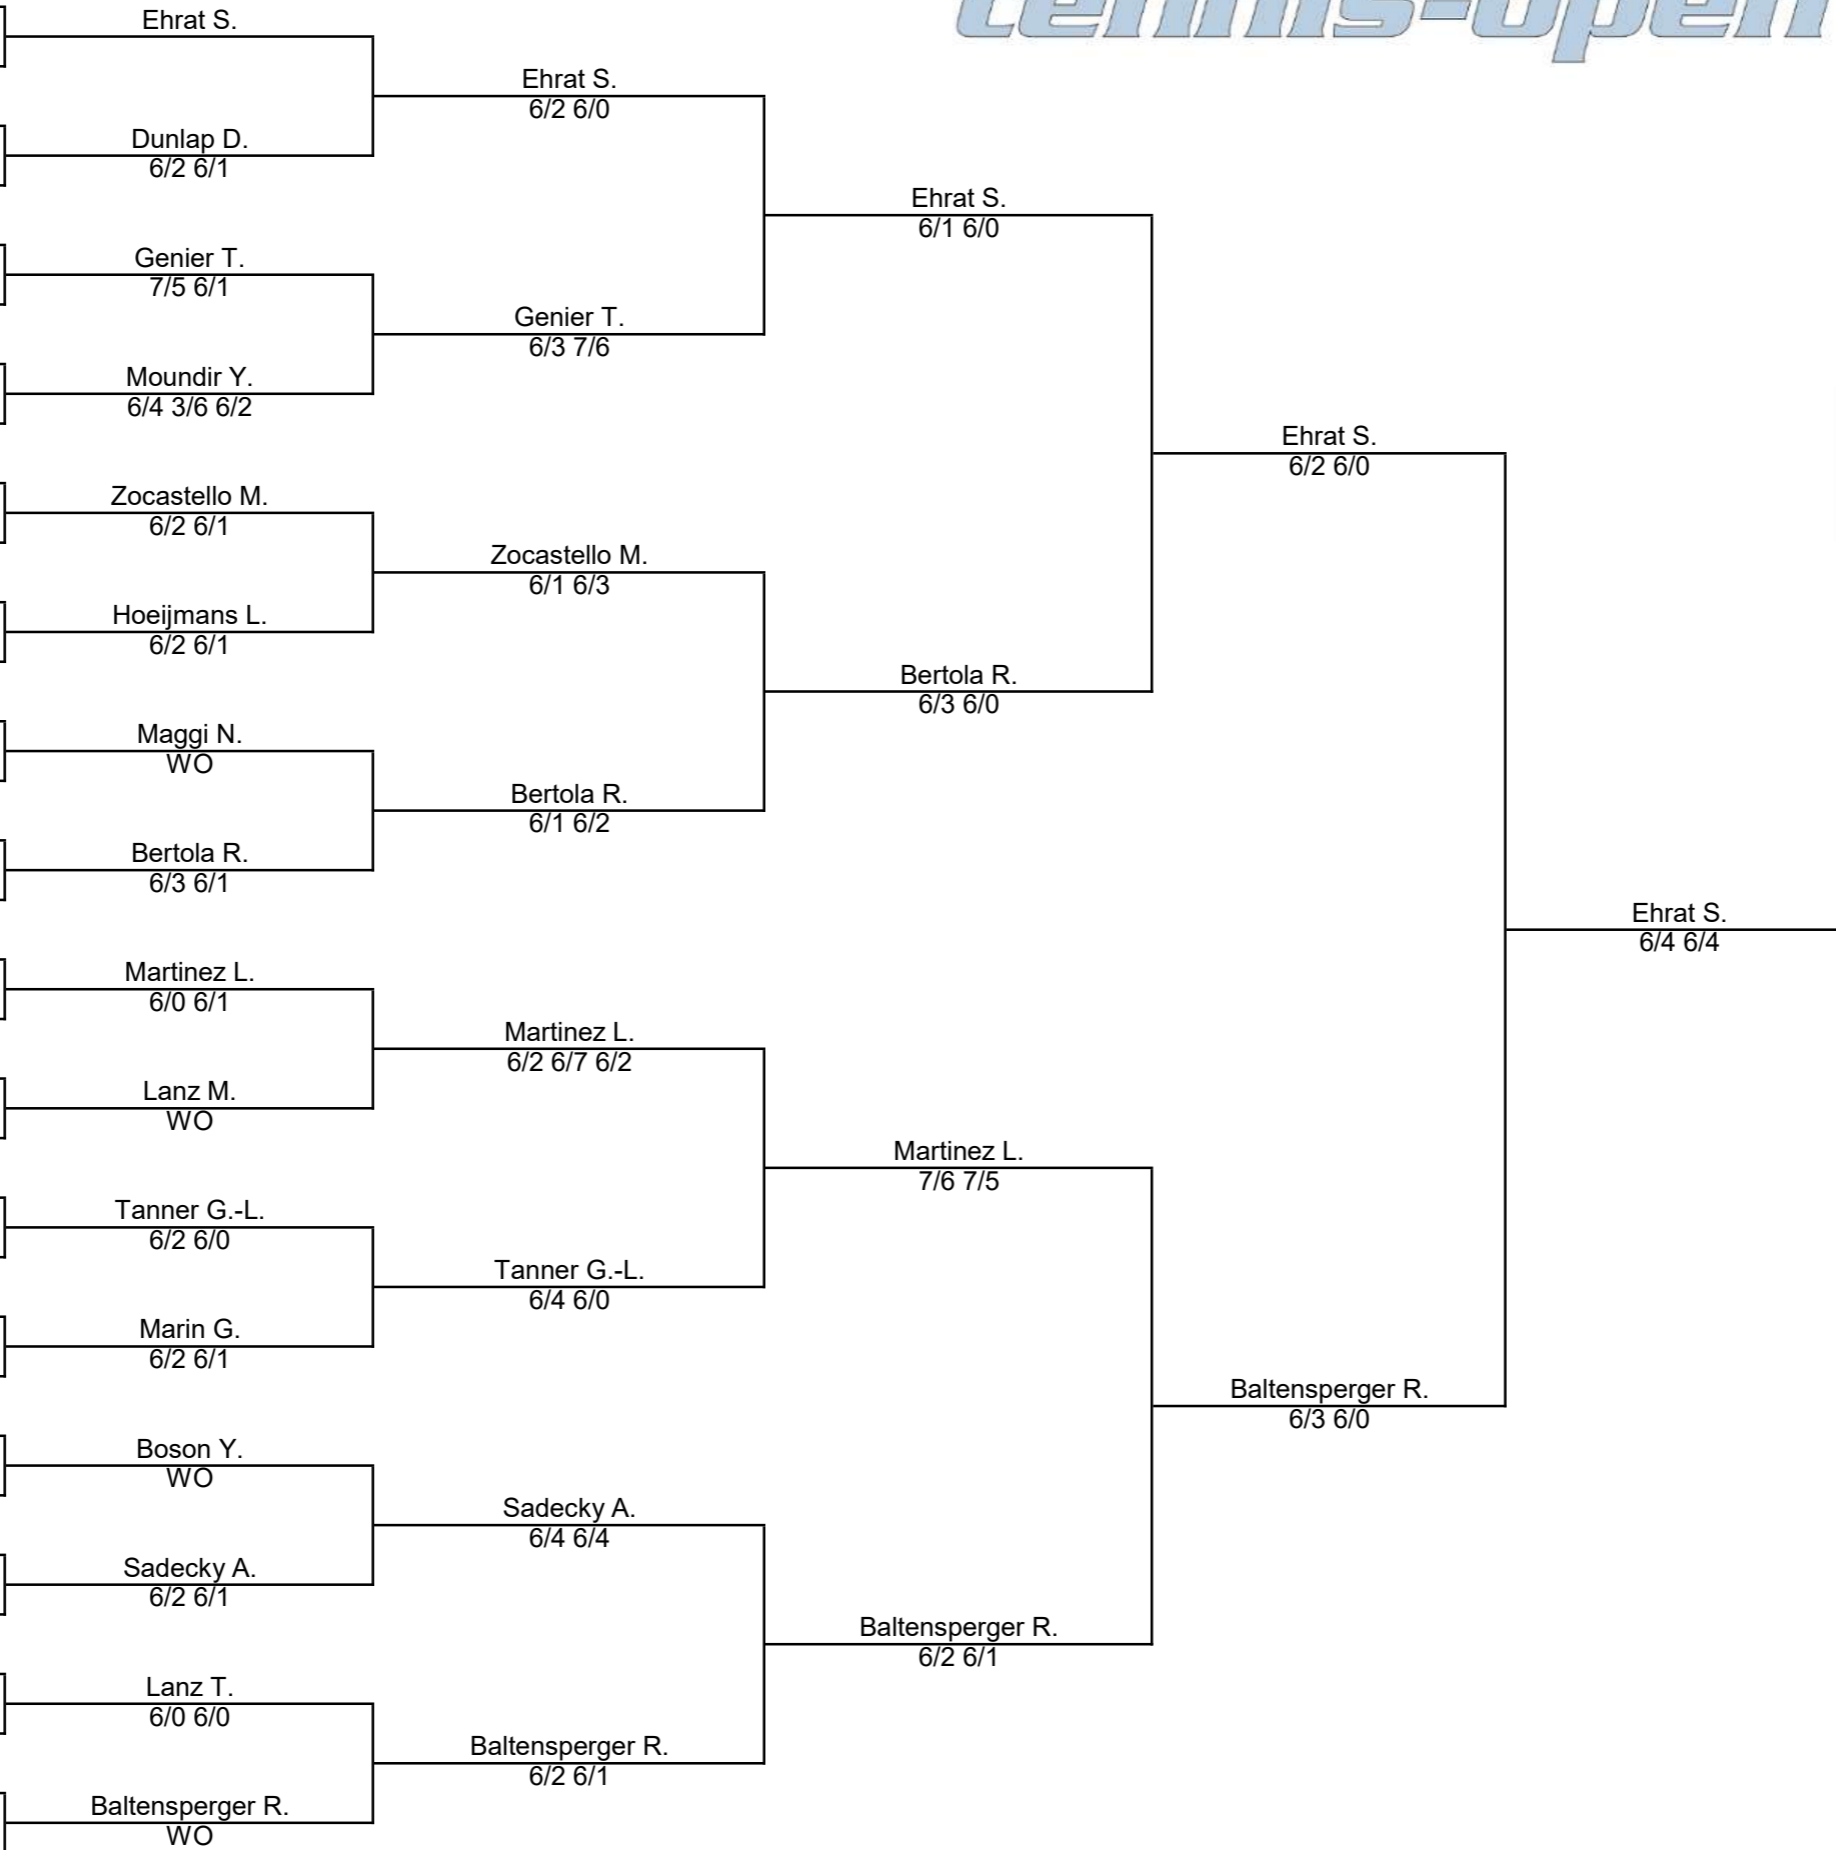 tennis-open
Ehrat S.
Dunlap D.
6/2 6/1
Genier T.
7/5 6/1
Moundir Y.
6/4 3/6 6/2
Zocastello M.
6/2 6/1
Hoeijmans L.
6/2 6/1
Maggi N.
WO
Bertola R.
6/3 6/1
Martinez L.
6/0 6/1
Lanz M.
WO
Tanner G.-L.
6/2 6/0
Marin G.
6/2 6/1
Boson Y.
WO
Sadecky A.
6/2 6/1
Lanz T.
6/0 6/0
Baltensperger R.
WO
Ehrat S.
6/2 6/0
Genier T.
6/3 7/6
Zocastello M.
6/1 6/3
Bertola R.
6/1 6/2
Martinez L.
6/2 6/7 6/2
Tanner G.-L.
6/4 6/0
Sadecky A.
6/4 6/4
Baltensperger R.
6/2 6/1
Ehrat S.
6/1 6/0
Bertola R.
6/3 6/0
Martinez L.
7/6 7/5
Baltensperger R.
6/2 6/1
Ehrat S.
6/2 6/0
Baltensperger R.
6/3 6/0
Ehrat S.
6/4 6/4